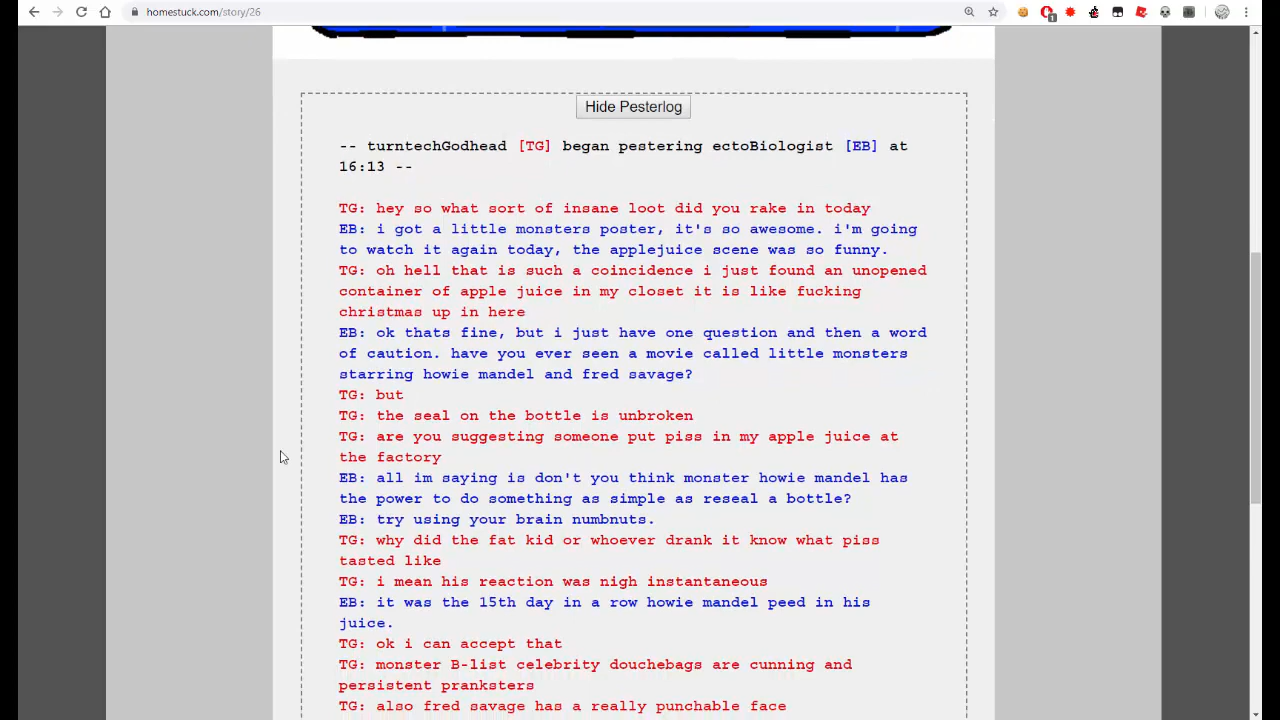 homestuck.com/story/26
1
Hide Pesterlog
-- turntechGodhead [TG] began pestering ectoBiologist [EB] at
16:13 --
TG: hey so what sort of insane loot did you rake in today
EB: i got a little monsters poster, it's so awesome. i'm going
to watch it again today, the applejuice scene was so funny.
TG: oh hell that is such a coincidence i just found an unopened
container of apple juice in my closet it is like fucking
christmas up in here
EB: ok thats fine, but i just have one question and then a word
of caution. have you ever seen a movie called little monsters
starring howie mandel and fred savage?
TG: but
TG: the seal on the bottle is unbroken
TG: are you suggesting someone put piss in my apple juice at
the factory
EB: all im saying is don't you think monster howie mandel has
the power to do something as simple as reseal a bottle?
EB: try using your brain numbnuts.
TG: why did the fat kid or whoever drank it know what piss
tasted like
TG: i mean his reaction was nigh instantaneous
EB: it was the 15th day in a row howie mandel peed in his
juice.
TG: ok i can accept that
TG: monster B-list celebrity douchebags are cunning and
persistent pranksters
TG: also fred savage has a really punchable face